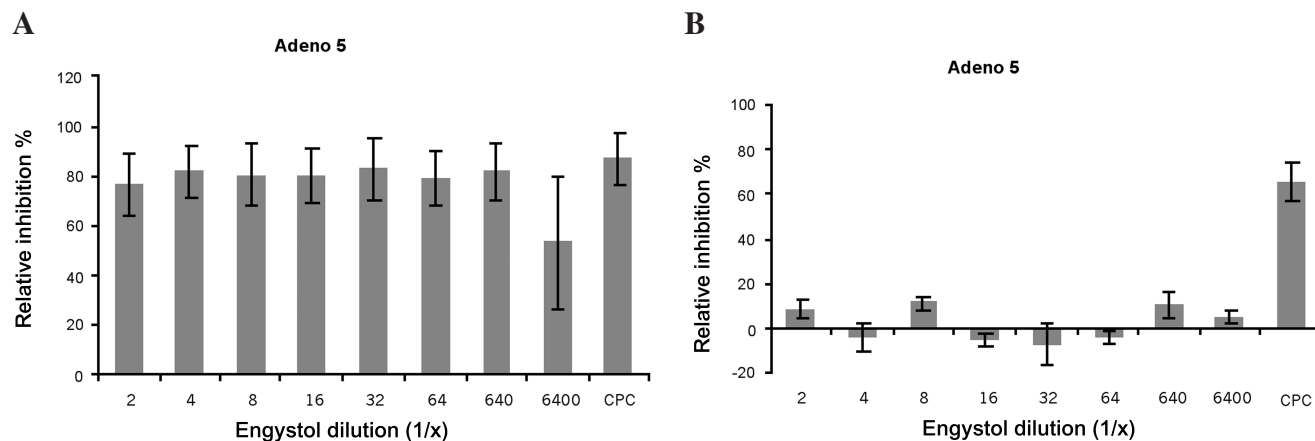 A
Adeno 5
Relative inhibition %
120
100
80
60
40
20
0
2 4 8 16 32 64 640 6400 CPC
Engystol dilution (1/x)
B
Adeno 5
Relative inhibition %
100
80
60
40
20
0
-20
2 4 8 16 32 64 640 6400 CPC
Engystol dilution (1/x)